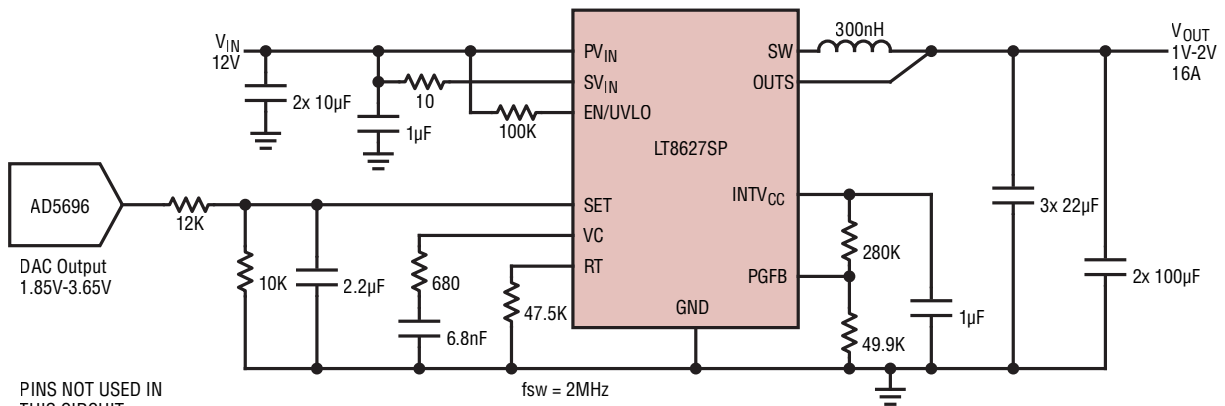 V_IN
12V
2x 10µF
1µF
10
100K
PV_IN
SV_IN
EN/UVLO
SW
OUTS
300nH
V_OUT
1V-2V
16A
LT8627SP
AD5696
DAC Output
1.85V-3.65V
12K
10K
2.2µF
680
6.8nF
47.5K
SET
VC
RT
GND
INTV_CC
PGFB
280K
49.9K
1µF
3x 22µF
2x 100µF
fsw = 2MHz
PINS NOT USED IN